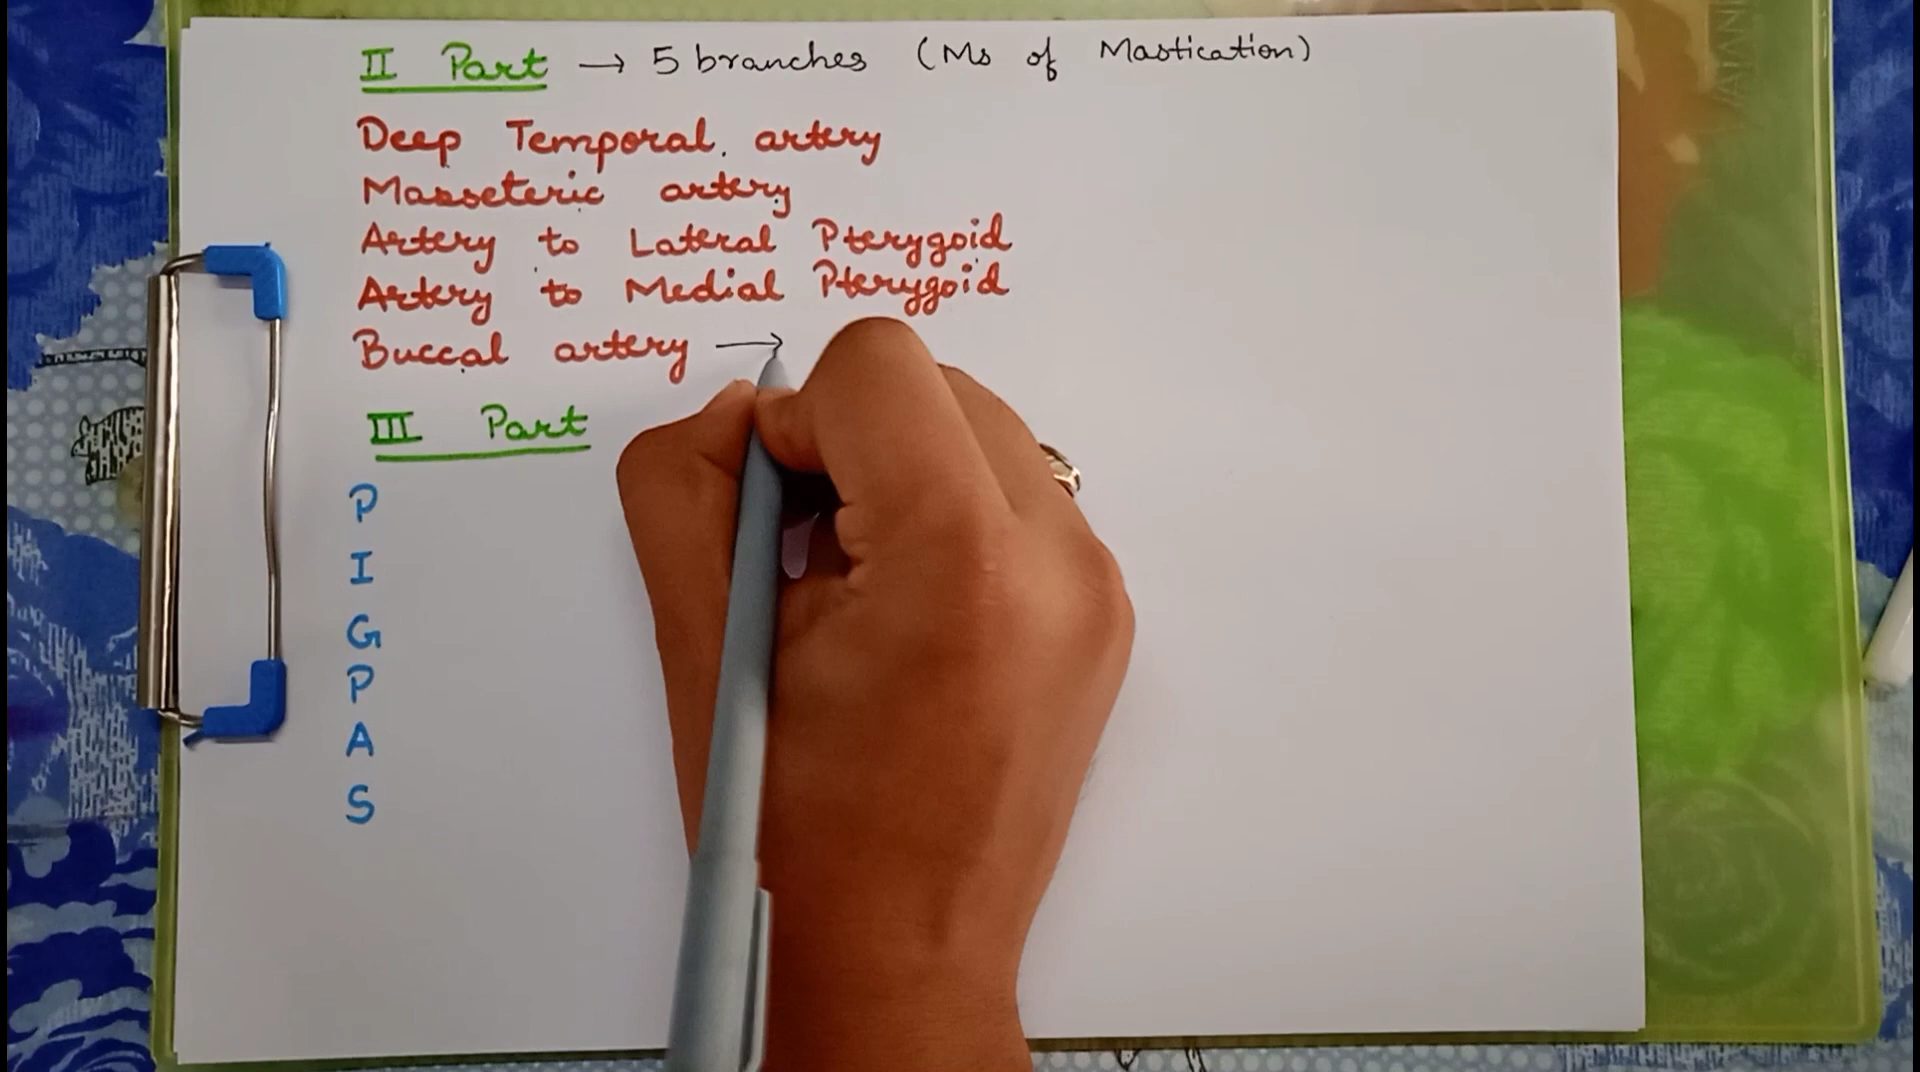 II Part → 5 branches (Ms of Mastication)
Deep Temporal artery
Masseteric artery
Artery to Lateral Pterygoid
Artery to Medial Pterygoid
Buccal artery →
III Part
P
I
G
P
A
S